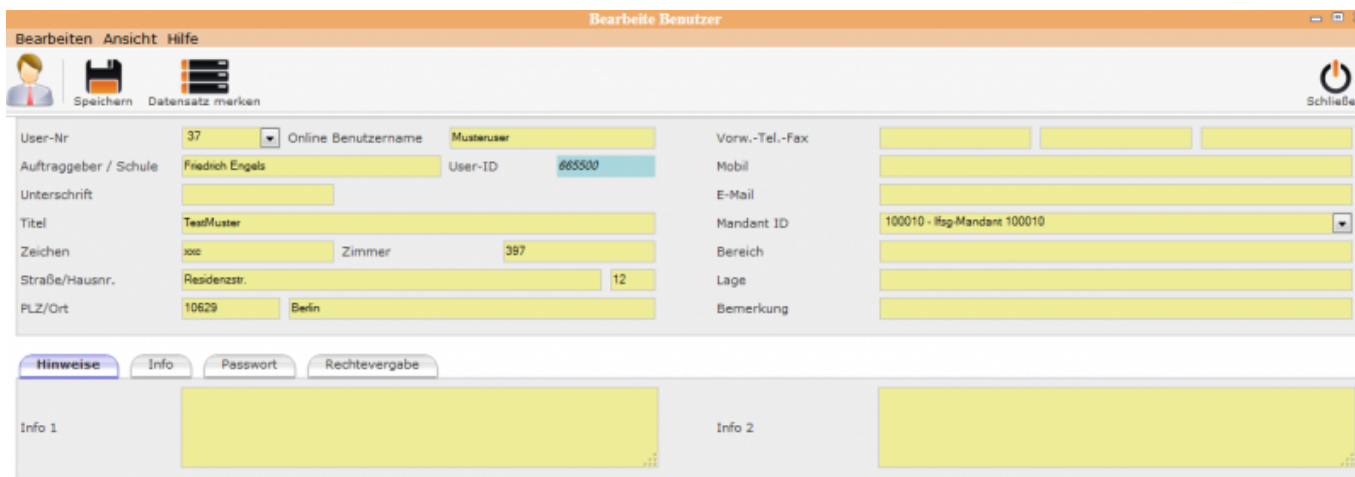 Bearbeite Benutzer
Bearbeiten Ansicht Hilfe
Speichern Datensatz merken Schließe
User-Nr 37 Online Benutzername Musteruser Vorw.-Tel.-Fax
Auftraggeber / Schule Friedrich Engels User-ID 665500 Mobil
Unterschrift E-Mail
Titel TestMuster Mandant ID 100010 - Ifsg-Mandant 100010
Zeichen xxx Zimmer 397 Bereich
Straße/Hausnr. Residenzstr. 12 Lage
PLZ/Ort 10629 Berlin Bemerkung
Hinweise Info Passwort Rechtevergabe
Info 1 Info 2